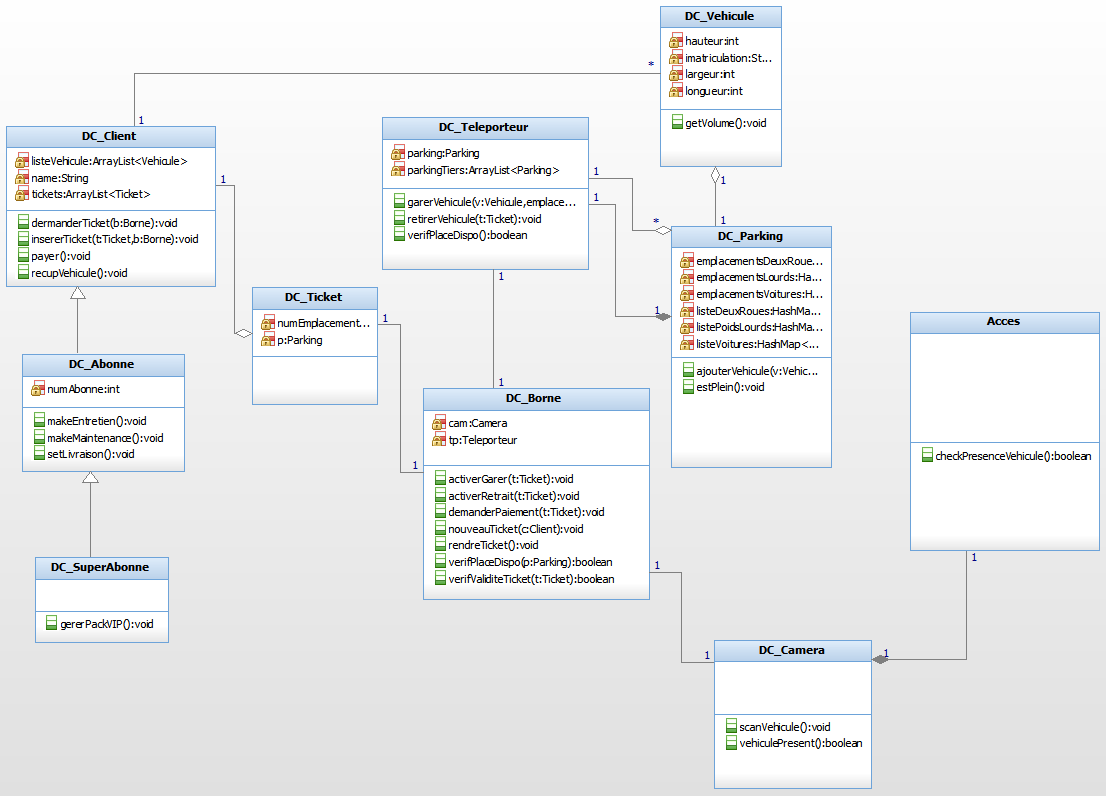 DC_Vehicule
hauteur:int
imatriculation:St...
largeur:int
longueur:int
getVolume():void
*
1
DC_Client
listeVehicule:ArrayList<Vehicule>
name:String
tickets:ArrayList<Ticket>
dermanderTicket(b:Borne):void
insererTicket(t:Ticket,b:Borne):void
payer():void
recupVehicule():void
1
DC_Teleporteur
parking:Parking
parkingTiers:ArrayList<Parking>
garerVehicule(v:Vehicule,emplace...
retirerVehicule(t:Ticket):void
verifPlaceDispo():boolean
1
1
*
1
1
1
DC_Parking
emplacementsDeuxRoue...
emplacementsLourds:Ha...
emplacementsVoitures:H...
listeDeuxRoues:HashMa...
listePoidsLourds:HashMa...
listeVoitures:HashMap<...
ajouterVehicule(v:Vehic...
estPlein():void
DC_Ticket
numEmplacement...
p:Parking
1
1
1
1
DC_Abonne
numAbonne:int
makeEntretien():void
makeMaintenance():void
setLivraison():void
DC_Borne
cam:Camera
tp:Teleporteur
activerGarer(t:Ticket):void
activerRetrait(t:Ticket):void
demanderPaiement(t:Ticket):void
nouveauTicket(c:Client):void
rendreTicket():void
verifPlaceDispo(p:Parking):boolean
verifValiditeTicket(t:Ticket):boolean
Acces
checkPresenceVehicule():boolean
1
DC_SuperAbonne
gererPackVIP():void
1
1
1
DC_Camera
scanVehicule():void
vehiculePresent():boolean